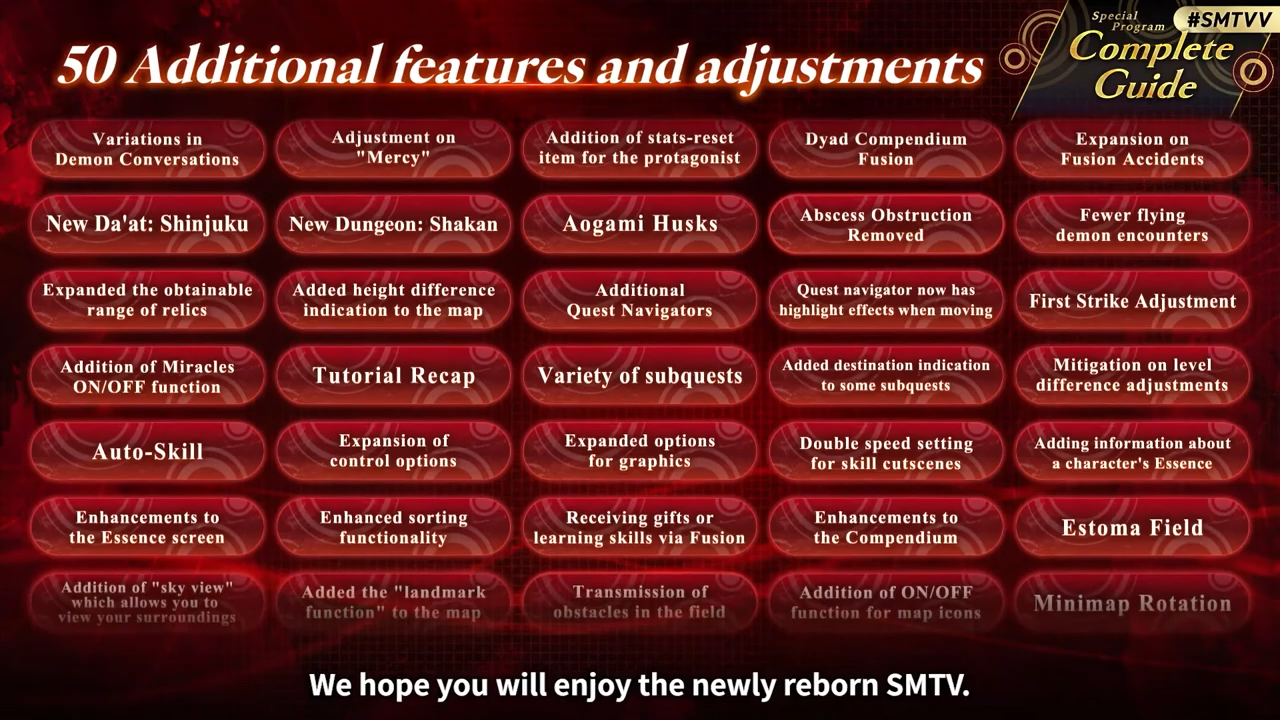 Special
Program
#SMTVV
Complete
Guide
50 Additional features and adjustments
Variations in
Demon Conversations
Adjustment on
"Mercy"
Addition of stats-reset
item for the protagonist
Dyad Compendium
Fusion
Expansion on
Fusion Accidents
New Da'at: Shinjuku
New Dungeon: Shakan
Aogami Husks
Abscess Obstruction
Removed
Fewer flying
demon encounters
Expanded the obtainable
range of relics
Added height difference
indication to the map
Additional
Quest Navigators
Quest navigator now has
highlight effects when moving
First Strike Adjustment
Addition of Miracles
ON/OFF function
Tutorial Recap
Variety of subquests
Added destination indication
to some subquests
Mitigation on level
difference adjustments
Auto-Skill
Expansion of
control options
Expanded options
for graphics
Double speed setting
for skill cutscenes
Adding information about
a character's Essence
Enhancements to
the Essence screen
Enhanced sorting
functionality
Receiving gifts or
learning skills via Fusion
Enhancements to
the Compendium
Estoma Field
Addition of "sky view"
which allows you to
view your surroundings
Added the "landmark
function" to the map
Transmission of
obstacles in the field
Addition of ON/OFF
function for map icons
Minimap Rotation
We hope you will enjoy the newly reborn SMTV.